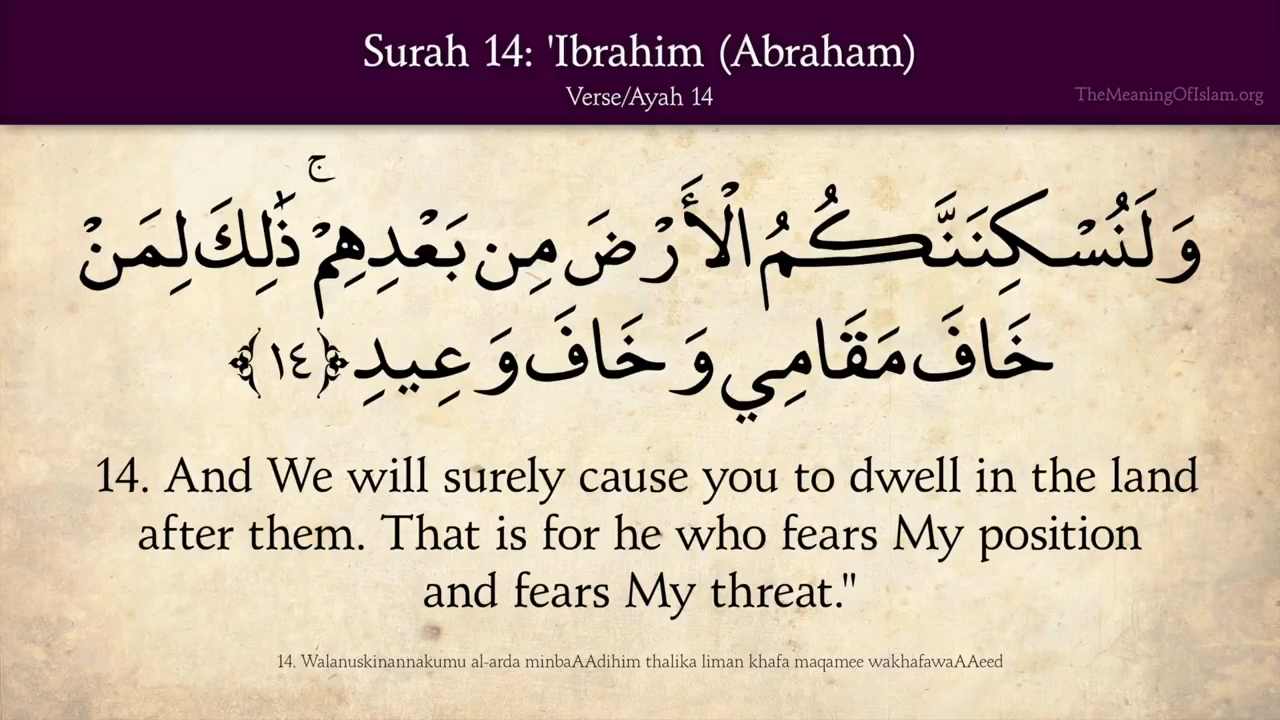 Surah 14: 'Ibrahim (Abraham)
Verse/Ayah 14
TheMeaningOfIslam.org
وَلَنُسْكِنَنَّكُمُ الْأَرْضَ مِن بَعْدِهِمْ ۚ ذَٰلِكَ لِمَنْ
خَافَ مَقَامِي وَخَافَ وَعِيدِ ﴿١٤﴾
14. And We will surely cause you to dwell in the land
after them. That is for he who fears My position
and fears My threat."
14. Walanuskinannakumu al-arda minbaAAdihim thalika liman khafa maqamee wakhafawaAAeed